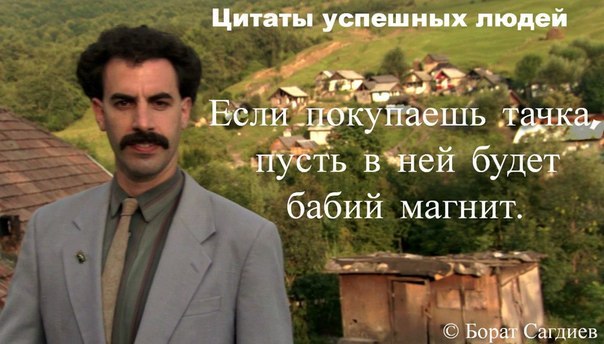 Цитаты успешных людей
Если покупаешь тачка,
пусть в ней будет
бабий магнит.
© Борат Сагдиев